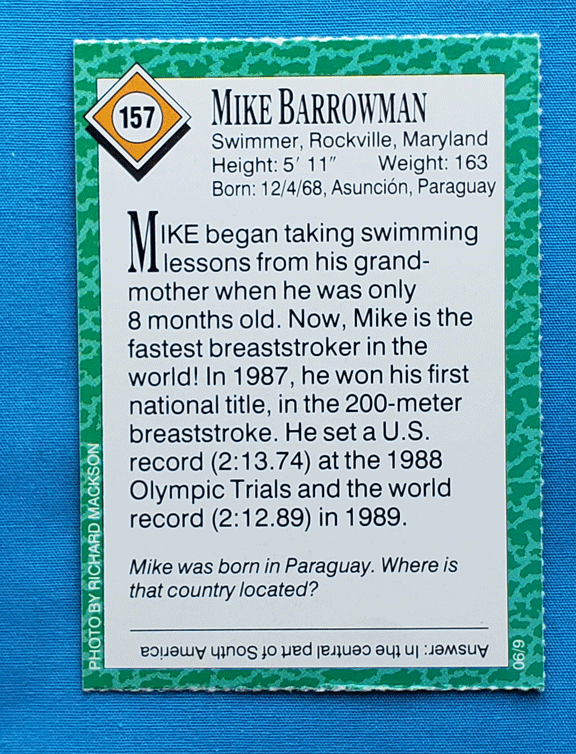 157
MIKE BARROWMAN
Swimmer, Rockville, Maryland
Height: 5′ 11″ Weight: 163
Born: 12/4/68, Asunción, Paraguay
MIKE began taking swimming
lessons from his grand-
mother when he was only
8 months old. Now, Mike is the
fastest breaststroker in the
world! In 1987, he won his first
national title, in the 200-meter
breaststroke. He set a U.S.
record (2:13.74) at the 1988
Olympic Trials and the world
record (2:12.89) in 1989.
Mike was born in Paraguay. Where is
that country located?
Answer: In the central part of South America
PHOTO BY RICHARD MACKSON
06/9